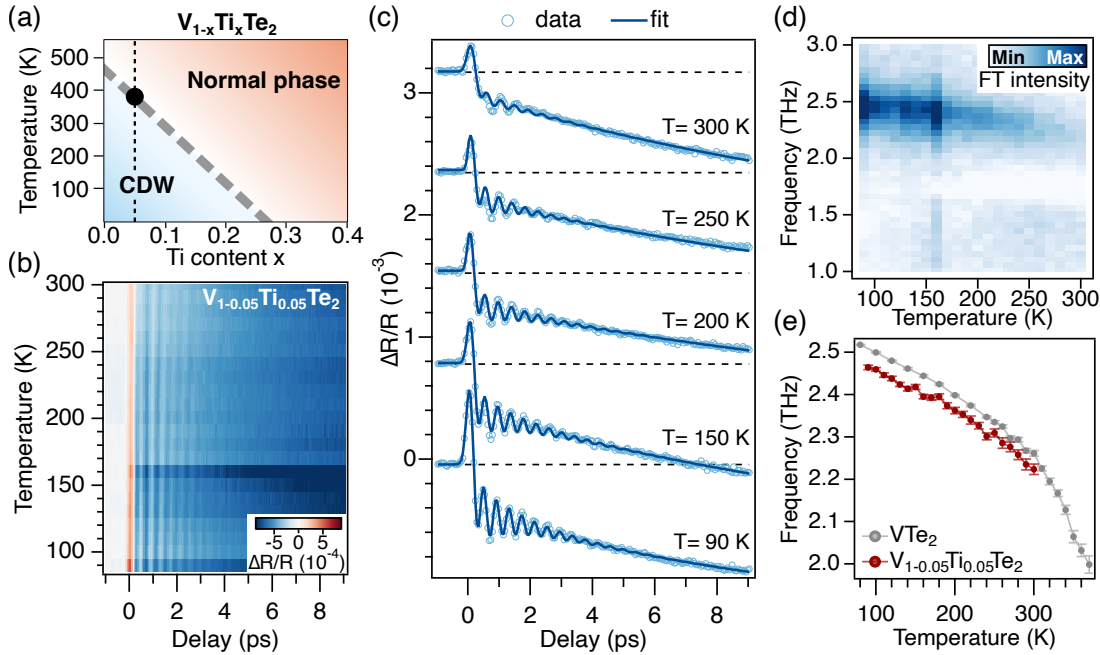 (a)
V1-xTixTe2
Temperature (K)
500
400
300
200
100
Normal phase
CDW
0.0 0.1 0.2 0.3 0.4
Ti content x
(b)
V1-0.05Ti0.05Te2
Temperature (K)
300
250
200
150
100
-5 0 5
ΔR/R (10-4)
0 2 4 6 8
Delay (ps)
(c)
data fit
ΔR/R (10-3)
3
2
1
0
T= 300 K
T= 250 K
T= 200 K
T= 150 K
T= 90 K
0 2 4 6 8
Delay (ps)
(d)
Min Max
FT intensity
Frequency (THz)
3.0
2.5
2.0
1.5
1.0
100 150 200 250 300
Temperature (K)
(e)
Frequency (THz)
2.5
2.4
2.3
2.2
2.1
2.0
VTe2
V1-0.05Ti0.05Te2
100 200 300
Temperature (K)